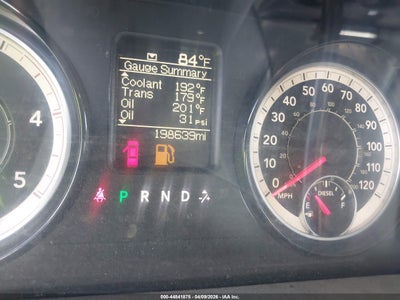 84°F
Gauge Summary
Coolant 192°F
Trans 179°F
Oil 201°F
Oil 31 psi
198639mi
P R N D
4
5
0 10 20 30 40 50 60 70 80 90 100 110 120
MPH
DIESEL
E F
000-44841875 - 04/09/2026 - IAA Inc.